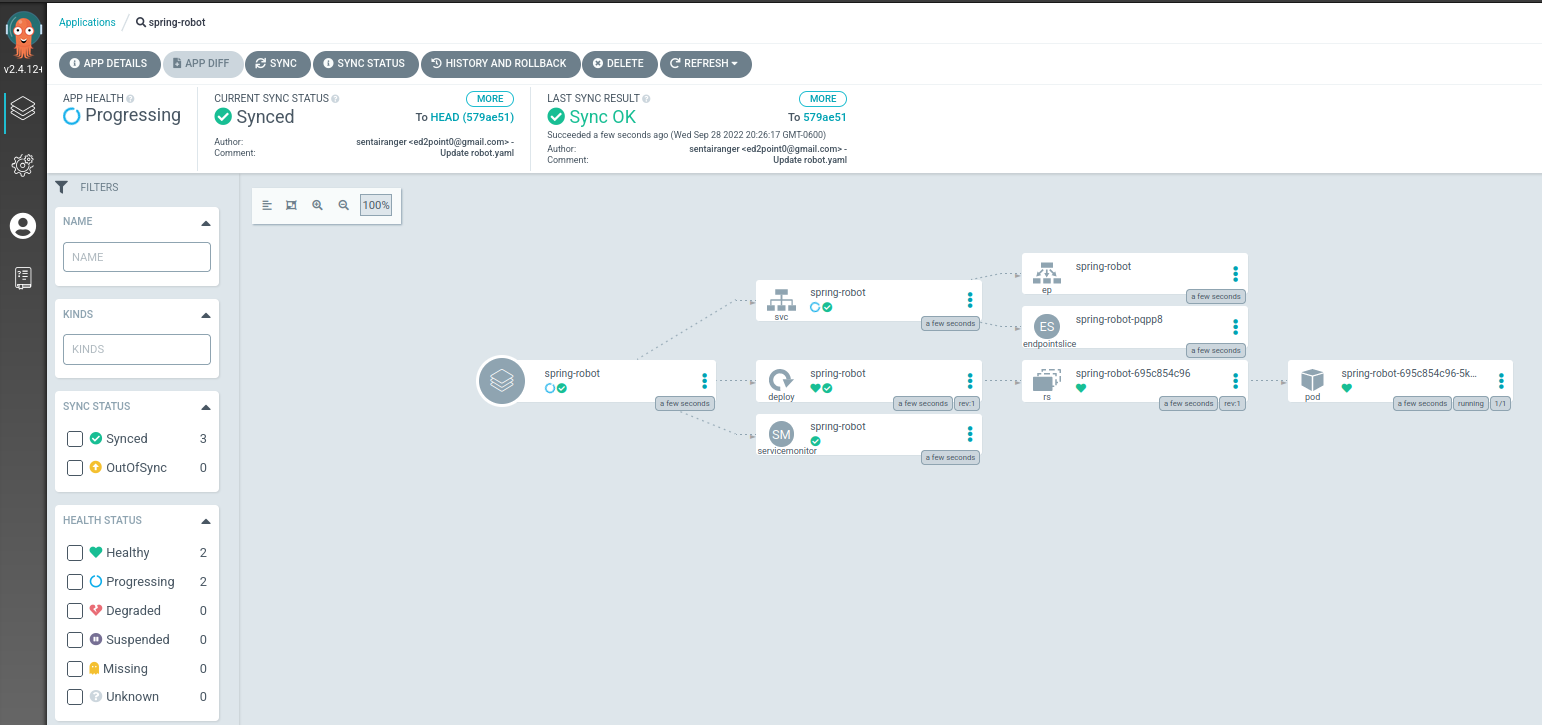 Applications / spring-robot
v2.4.12+
APP DETAILS
APP DIFF
SYNC
SYNC STATUS
HISTORY AND ROLLBACK
DELETE
REFRESH
APP HEALTH
Progressing
CURRENT SYNC STATUS
MORE
Synced
To HEAD (579ae51)
Author: sentairanger <ed2point0@gmail.com> -
Comment: Update robot.yaml
LAST SYNC RESULT
MORE
Sync OK
To 579ae51
Succeeded a few seconds ago (Wed Sep 28 2022 20:26:17 GMT-0600)
Author: sentairanger <ed2point0@gmail.com> -
Comment: Update robot.yaml
FILTERS
NAME
NAME
KINDS
KINDS
SYNC STATUS
Synced 3
OutOfSync 0
HEALTH STATUS
Healthy 2
Progressing 2
Degraded 0
Suspended 0
Missing 0
Unknown 0
100%
spring-robot
a few seconds
spring-robot
svc
a few seconds
spring-robot
deploy
a few seconds
rev:1
SM
spring-robot
servicemonitor
a few seconds
spring-robot
ep
a few seconds
ES
spring-robot-pqpp8
endpointslice
a few seconds
spring-robot-695c854c96
rs
a few seconds
rev:1
spring-robot-695c854c96-5k...
pod
a few seconds
running
1/1